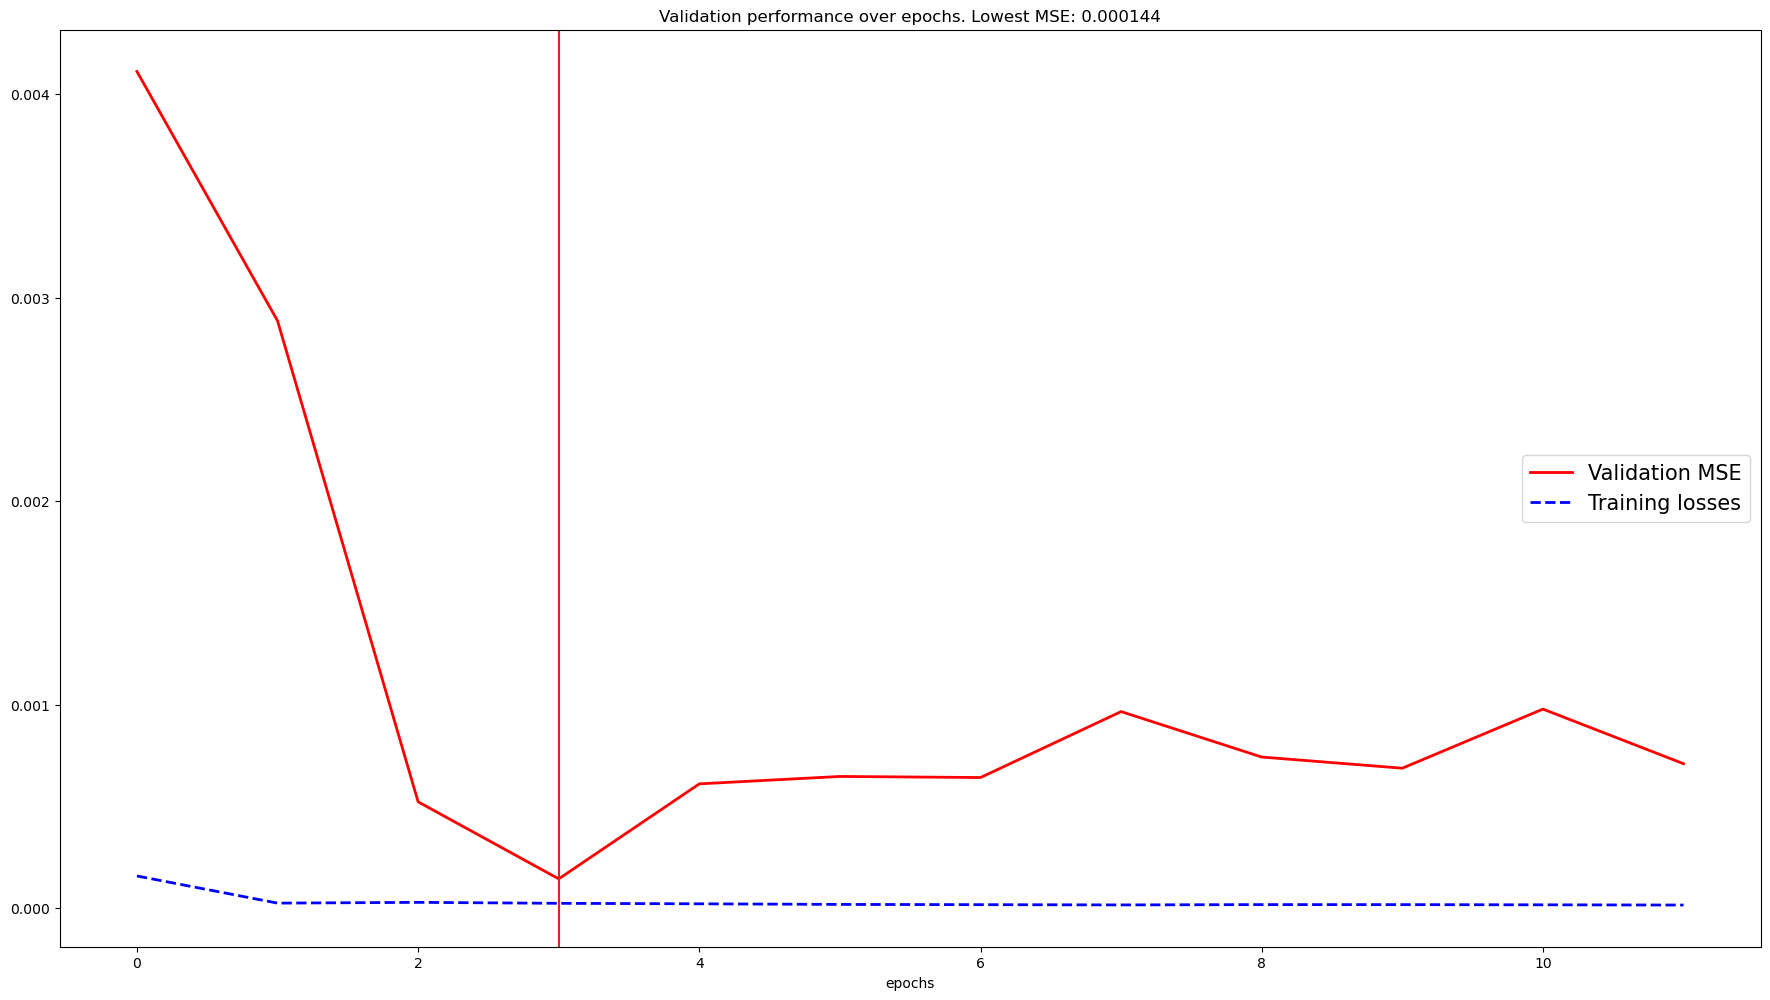 Validation performance over epochs. Lowest MSE: 0.000144
0.004
0.003
0.002
0.001
0.000
Validation MSE
Training losses
0 2 4 6 8 10
epochs